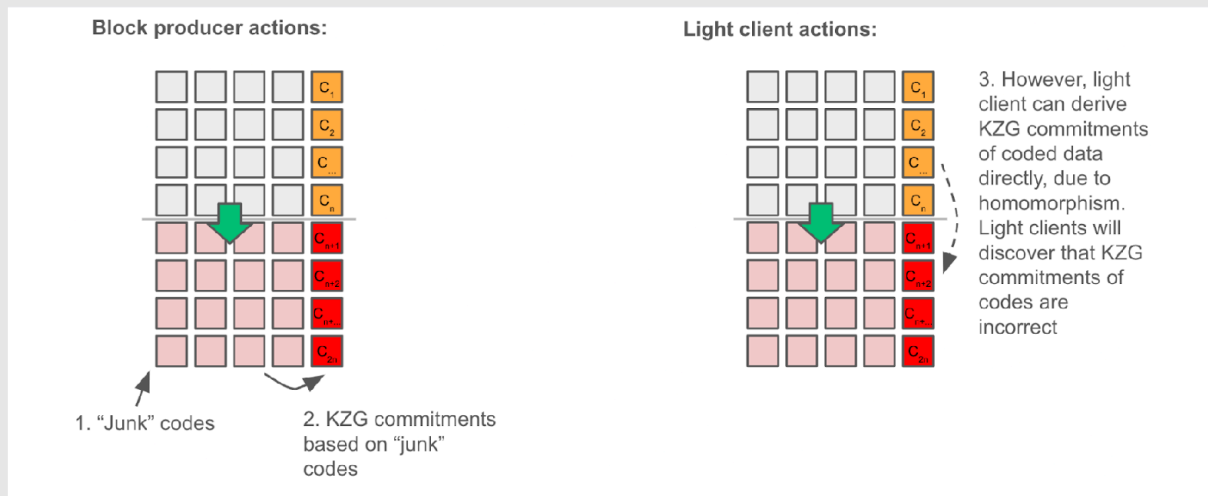 Block producer actions:
C1
C2
C...
Cn
Cn+1
Cn+2
Cn+...
C2n
1. “Junk” codes
2. KZG commitments
based on “junk”
codes
Light client actions:
C1
C2
C...
Cn
Cn+1
Cn+2
Cn+...
C2n
3. However, light
client can derive
KZG commitments
of coded data
directly, due to
homomorphism.
Light clients will
discover that KZG
commitments of
codes are
incorrect